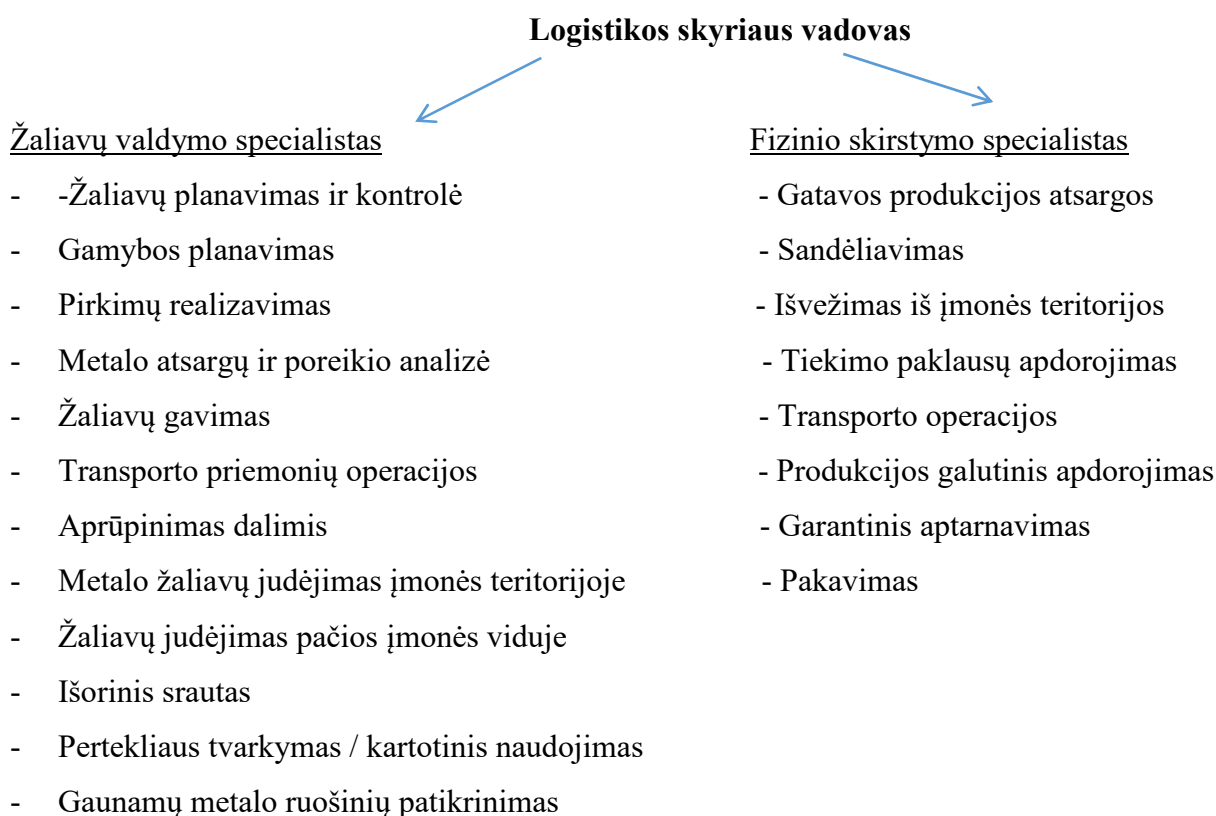 Logistikos skyriaus vadovas
Žaliavų valdymo specialistas
- -Žaliavų planavimas ir kontrolė
- Gamybos planavimas
- Pirkimų realizavimas
- Metalo atsargų ir poreikio analizė
- Žaliavų gavimas
- Transporto priemonių operacijos
- Aprūpinimas dalimis
- Metalo žaliavų judėjimas įmonės teritorijoje
- Žaliavų judėjimas pačios įmonės viduje
- Išorinis srautas
- Pertekliaus tvarkymas / kartotinis naudojimas
- Gaunamų metalo ruošinių patikrinimas
Fizinio skirstymo specialistas
- Gatavos produkcijos atsargos
- Sandėliavimas
- Išvežimas iš įmonės teritorijos
- Tiekimo paklausų apdorojimas
- Transporto operacijos
- Produkcijos galutinis apdorojimas
- Garantinis aptarnavimas
- Pakavimas